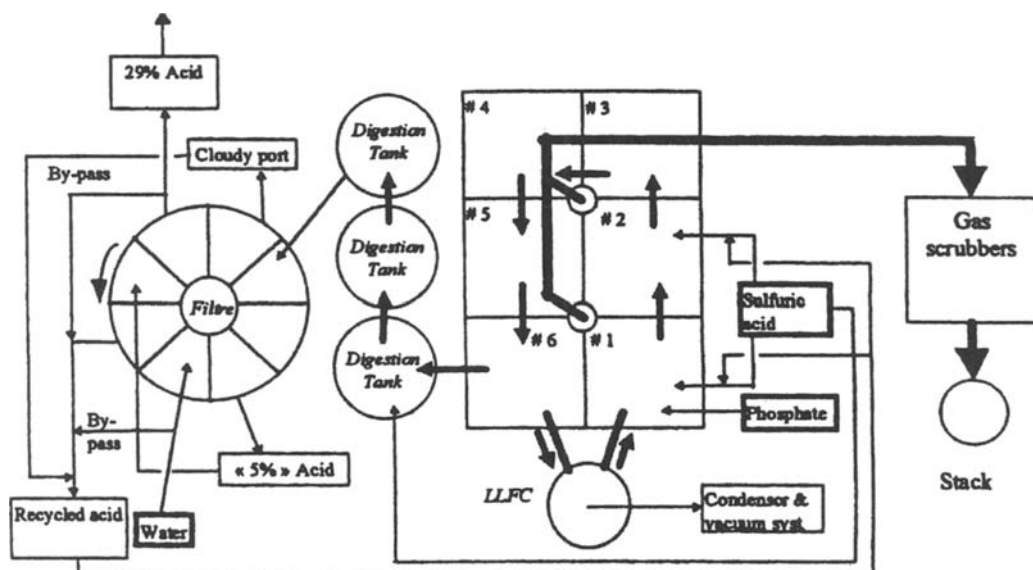 29% Acid
Cloudy port
By-pass
Filtre
By-
pass
« 5% » Acid
Recycled acid
Water
Digestion
Tank
Digestion
Tank
Digestion
Tank
# 4
# 3
# 5
# 2
# 6
# 1
Sulfuric
acid
Phosphate
LLFC
Condensor &
vacuum syst
Gas
scrubbers
Stack